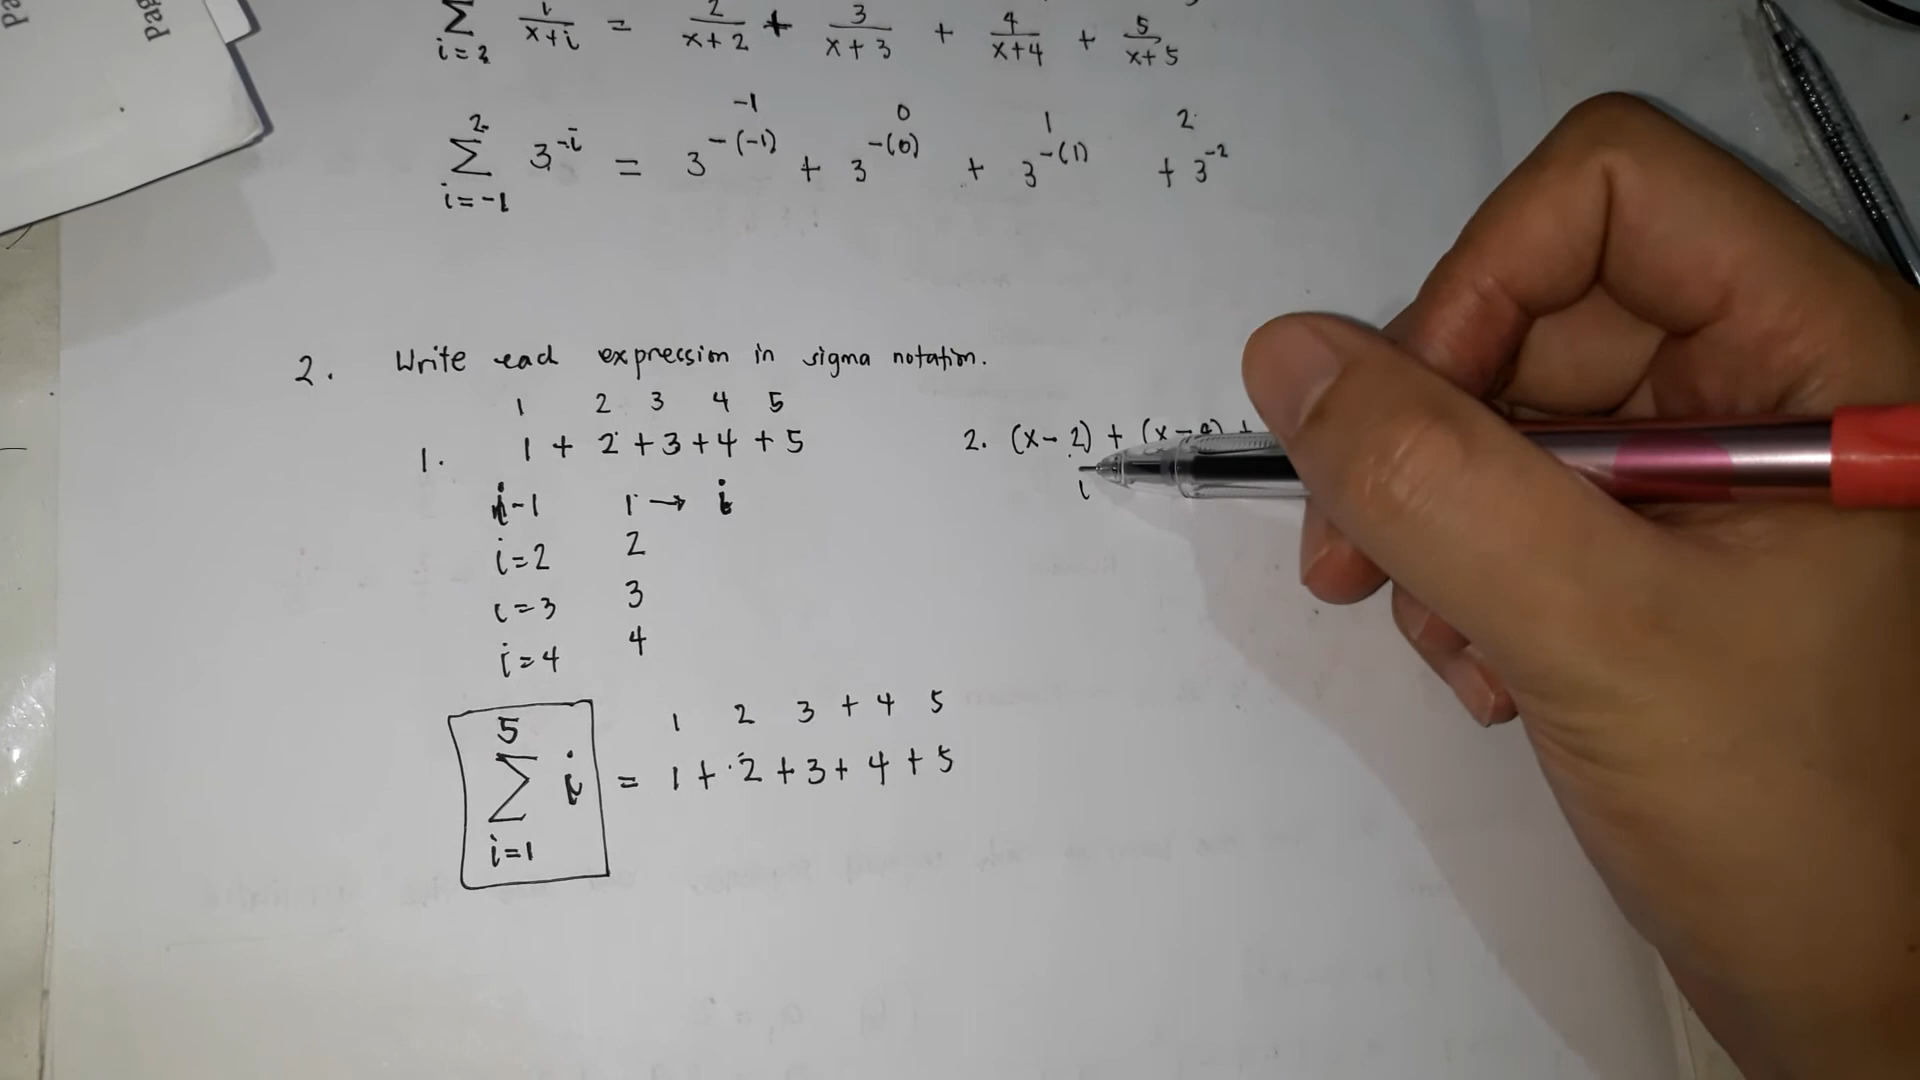 Σ i/x+i = 2/x+2 + 3/x+3 + 4/x+4 + 5/x+5
i=2
-1 0 1 2
2
Σ 3^-i = 3^-(-1) + 3^-(0) + 3^-(1) + 3^-2
i=-1
2. Write each expression in sigma notation.
1 2 3 4 5
1. 1 + 2 + 3 + 4 + 5
i-1 1 → i
i=2 2
i=3 3
i=4 4
5
Σ i = 1 + 2 + 3 + 4 + 5
i=1
1 2 3 + 4 5
2. (x-2) + (x-
i